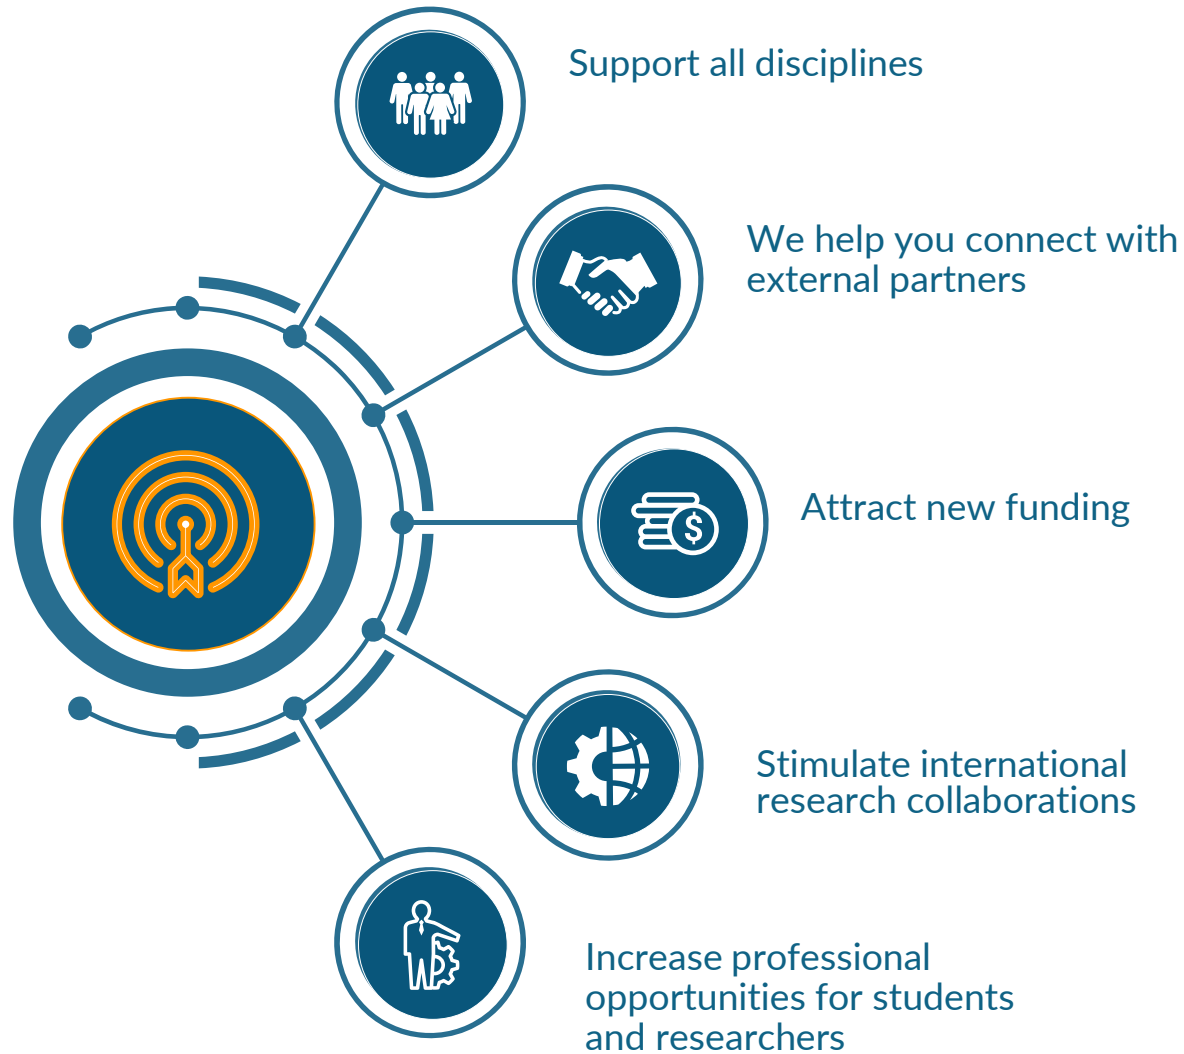 Support all disciplines
We help you connect with
external partners
Attract new funding
$
Stimulate international
research collaborations
Increase professional
opportunities for students
and researchers